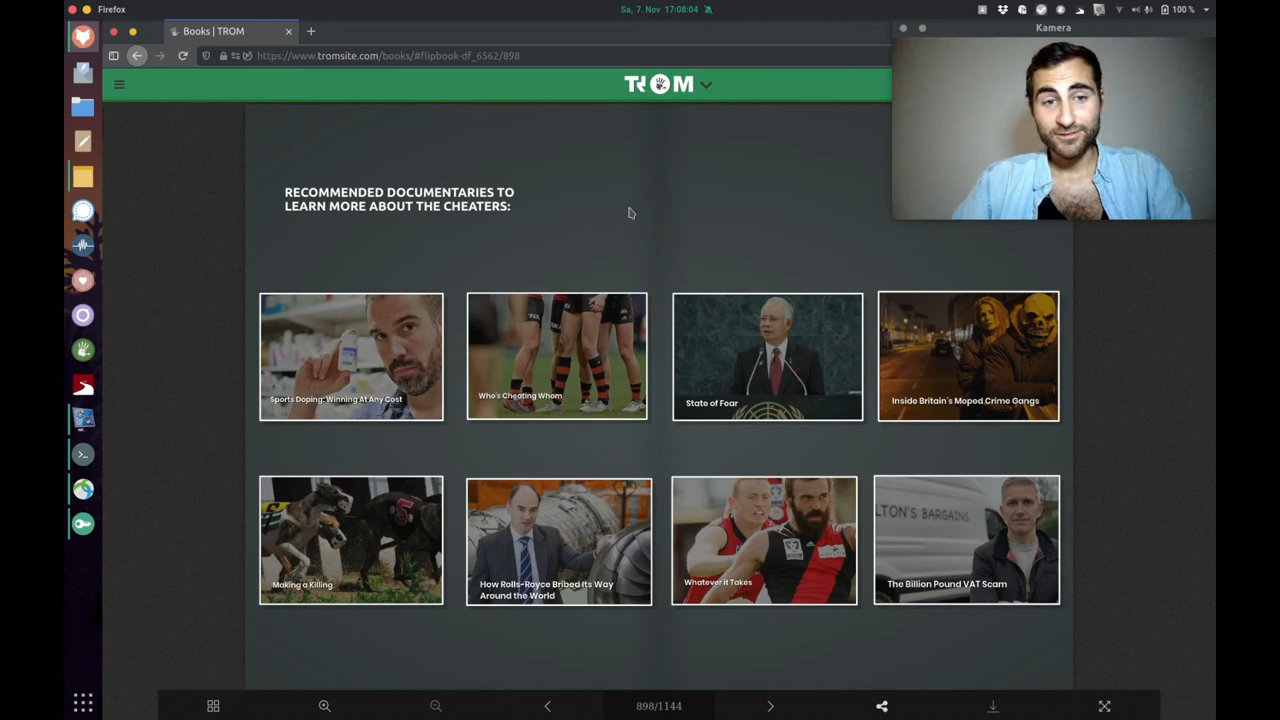 Firefox
Sa, 7. Nov 17:08:04
100 %
Books | TROM
https://www.tromsite.com/books/#flipbook-df_6562/898
Kamera
TROM
RECOMMENDED DOCUMENTARIES TO
LEARN MORE ABOUT THE CHEATERS:
Sports Doping: Winning At Any Cost
Who's Cheating Whom
State of Fear
Inside Britain's Moped Crime Gangs
5
LTON'S BARGAINS
Making a Killing
How Rolls-Royce Bribed Its Way
Around the World
Whatever it Takes
The Billion Pound VAT Scam
898/1144